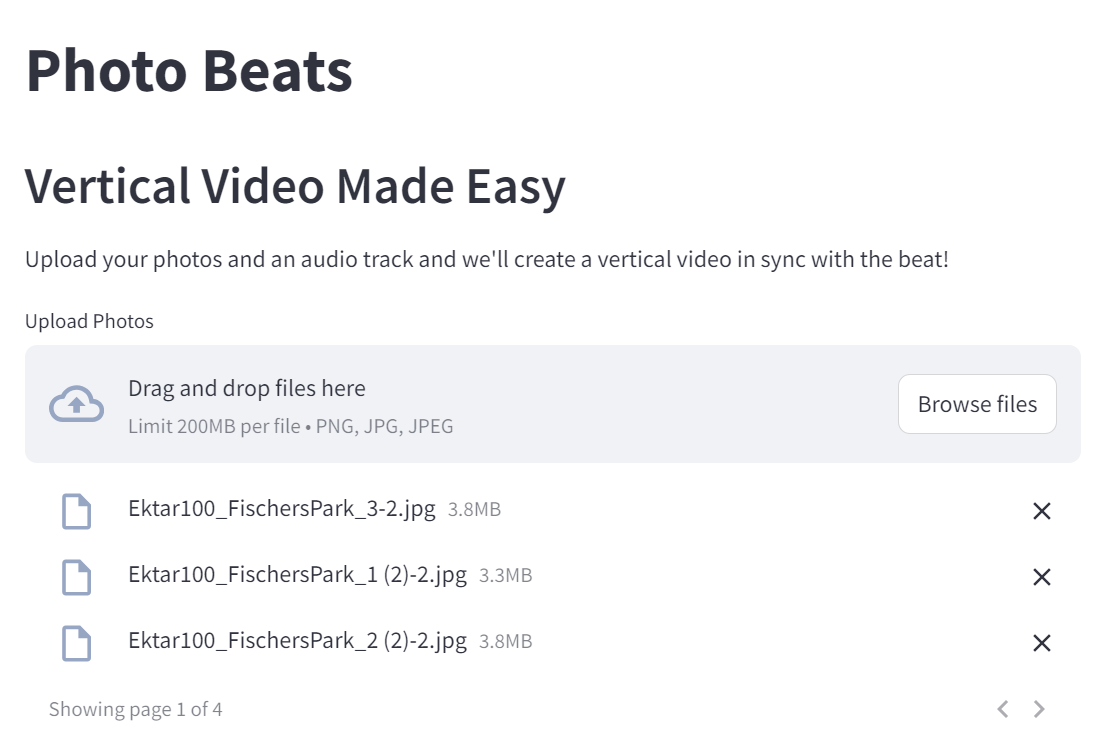 Photo Beats
Vertical Video Made Easy
Upload your photos and an audio track and we'll create a vertical video in sync with the beat!
Upload Photos
Drag and drop files here
Browse files
Limit 200MB per file • PNG, JPG, JPEG
Ektar100_FischersPark_3-2.jpg 3.8MB
Ektar100_FischersPark_1 (2)-2.jpg 3.3MB
Ektar100_FischersPark_2 (2)-2.jpg 3.8MB
Showing page 1 of 4